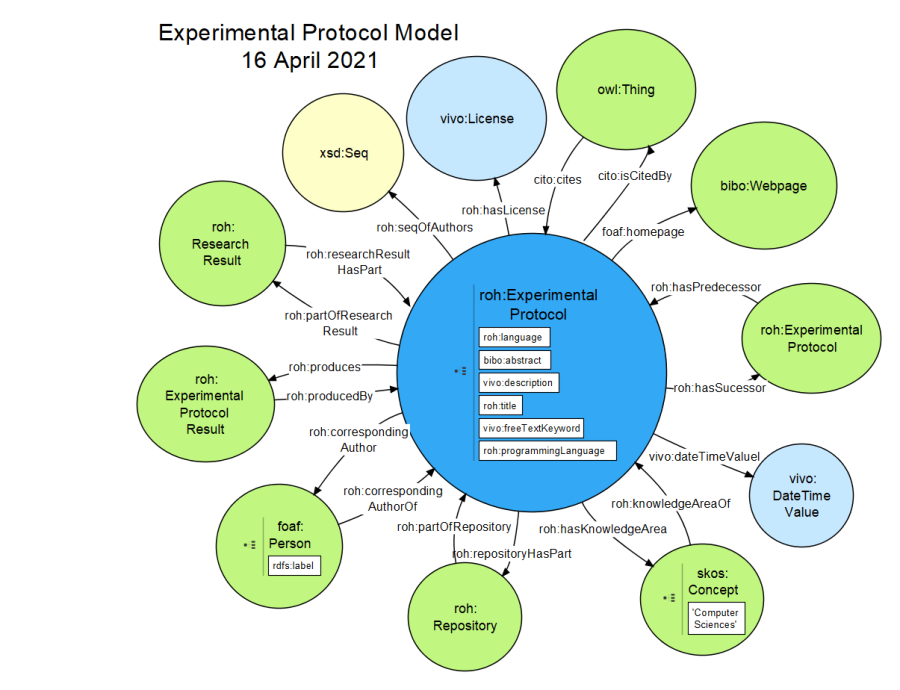 Experimental Protocol Model
16 April 2021
owl:Thing
vivo:License
xsd:Seq
bibo:Webpage
cito:cites
cito:isCitedBy
roh:hasLicense
roh:seqOfAuthors
foaf:homepage
roh:
Research
Result
roh:researchResult
HasPart
roh:partOfResearch
Result
roh:hasPredecessor
roh:Experimental
Protocol
roh:hasSucessor
roh:Experimental
Protocol
roh:language
bibo:abstract
vivo:description
roh:title
vivo:freeTextKeyword
roh:programmingLanguage
roh:produces
roh:producedBy
roh:
Experimental
Protocol
Result
roh:corresponding
Author
roh:corresponding
AuthorOf
foaf:
Person
rdfs:label
vivo:dateTimeValuel
vivo:
DateTime
Value
roh:knowledgeAreaOf
roh:hasKnowledgeArea
roh:partOfRepository
roh:repositoryHasPart
roh:
Repository
skos:
Concept
'Computer
Sciences'